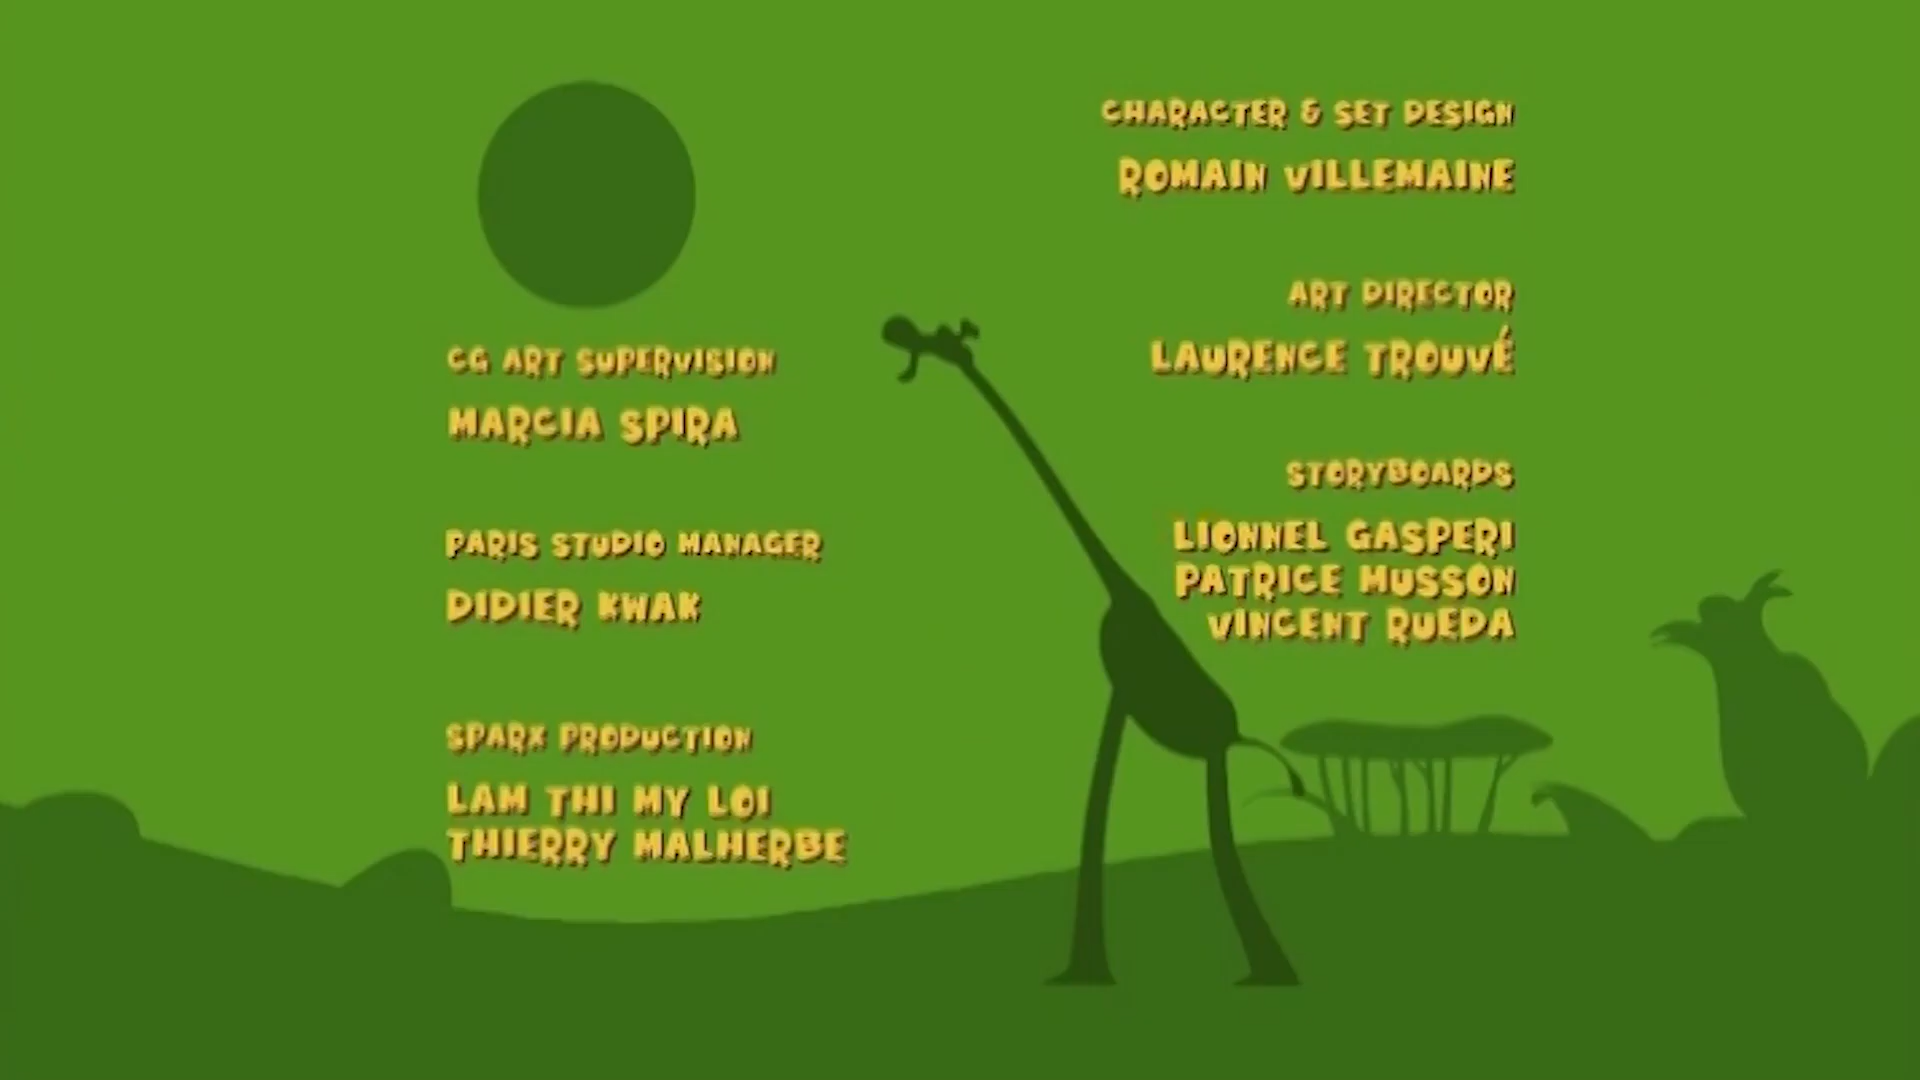 CG ART SUPERVISION
MARCIA SPIRA
PARIS STUDIO MANAGER
DIDIER KWAK
SPARX PRODUCTION
LAM THI MY LOI
THIERRY MALHERBE
CHARACTER & SET DESIGN
ROMAIN VILLEMAINE
ART DIRECTOR
LAURENCE TROUVÉ
STORYBOARDS
LIONNEL GASPERI
PATRICE MUSSON
VINCENT RUEDA